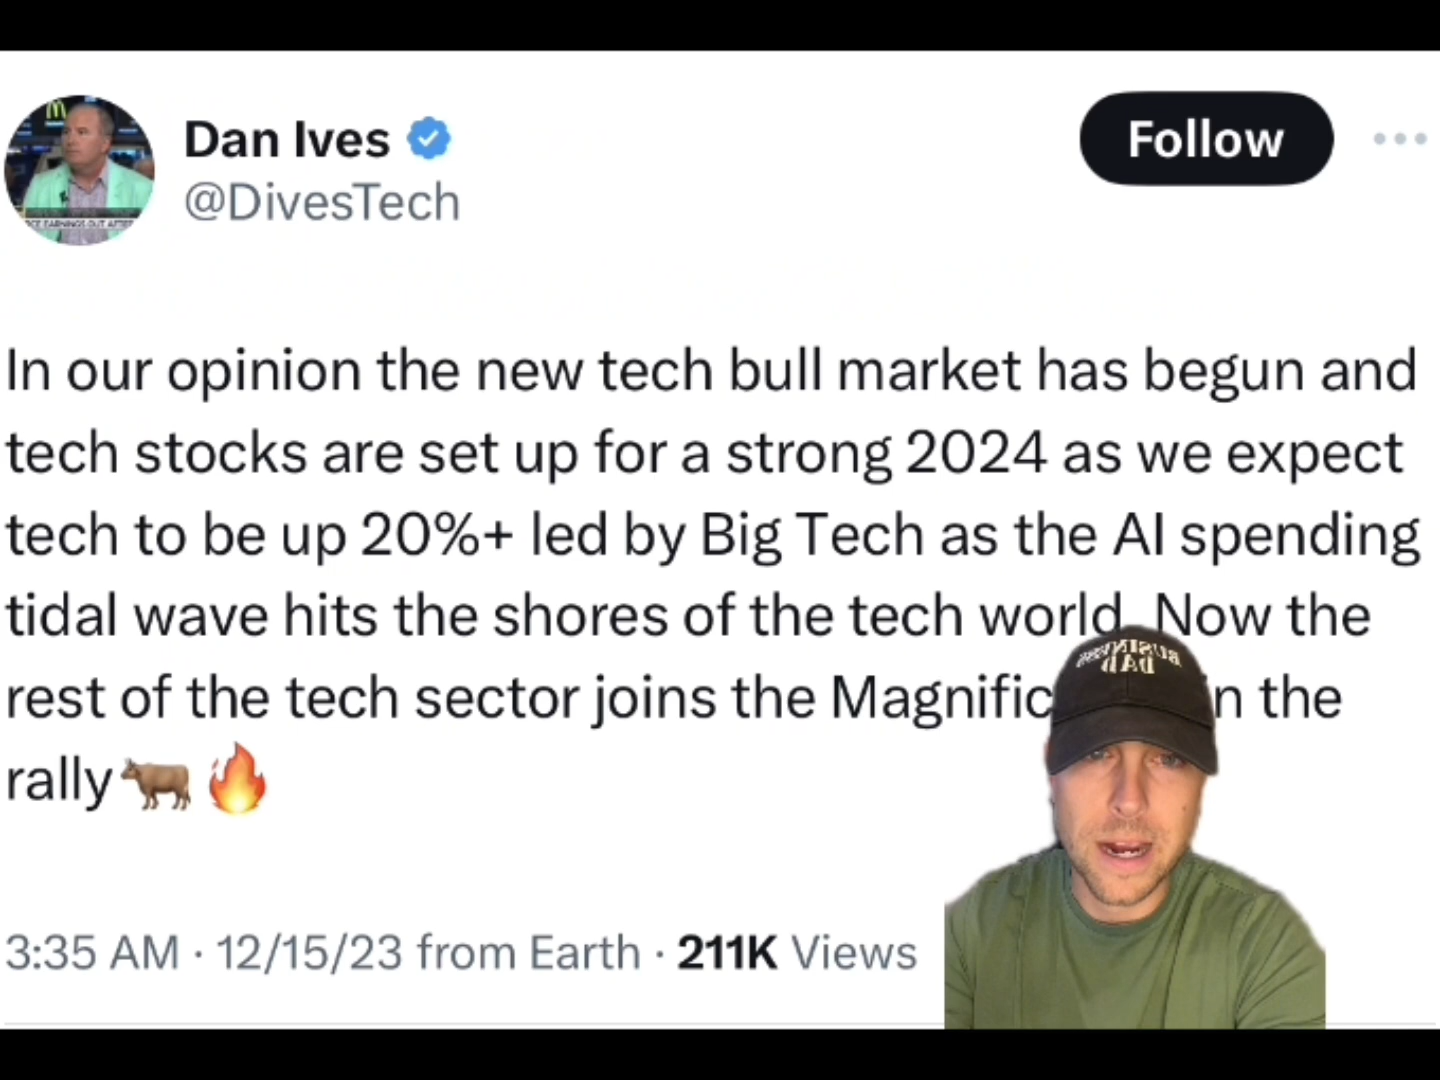 Dan Ives
Follow
@DivesTech
In our opinion the new tech bull market has begun and
tech stocks are set up for a strong 2024 as we expect
tech to be up 20%+ led by Big Tech as the AI spending
tidal wave hits the shores of the tech world Now the
rest of the tech sector joins the Magnific in the
rally🐂🔥
3:35 AM · 12/15/23 from Earth · 211K Views
BUSINESS
DAD